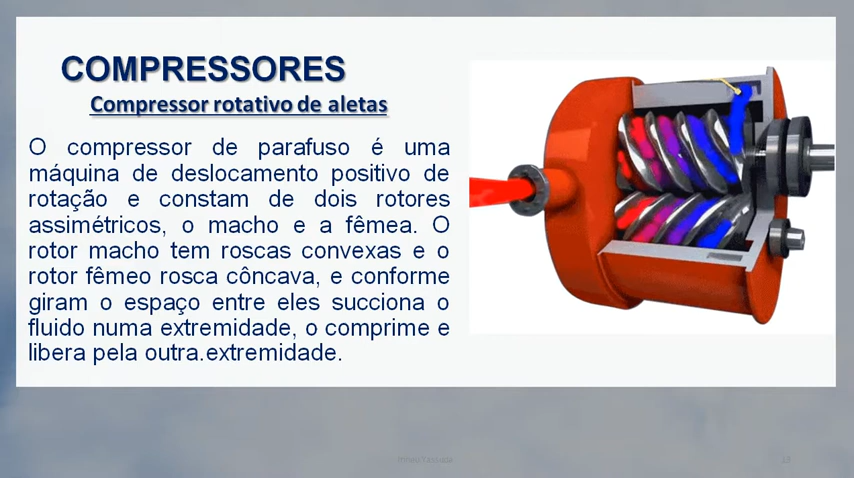 COMPRESSORES
Compressor rotativo de aletas
O compressor de parafuso é uma
máquina de deslocamento positivo de
rotação e constam de dois rotores
assimétricos, o macho e a fêmea. O
rotor macho tem roscas convexas e o
rotor fêmeo rosca côncava, e conforme
giram o espaço entre eles succiona o
fluido numa extremidade, o comprime e
libera pela outra.extremidade.